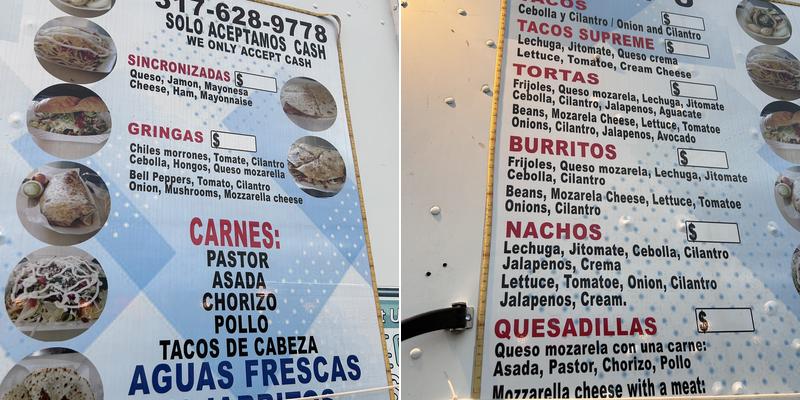 317-628-9778
SOLO ACEPTAMOS CASH
WE ONLY ACCEPT CASH
SINCRONIZADAS $
Queso, Jamon, Mayonesa
Cheese, Ham, Mayonnaise
GRINGAS $
Chiles morrones, Tomate, Cilantro
Cebolla, Hongos, Queso mozarella
Bell Peppers, Tomato, Cilantro
Onion, Mushrooms, Mozzarella cheese
CARNES:
PASTOR
ASADA
CHORIZO
POLLO
TACOS DE CABEZA
AGUAS FRESCAS
JARRITOS
TACOS $
Cebolla y Cilantro / Onion and Cilantro
TACOS SUPREME $
Lechuga, Jitomate, Queso crema
Lettuce, Tomatoe, Cream Cheese
TORTAS $
Frijoles, Queso mozarela, Lechuga, Jitomate
Cebolla, Cilantro, Jalapenos, Aguacate
Beans, Mozarela Cheese, Lettuce, Tomatoe
Onions, Cilantro, Jalapenos, Avocado
BURRITOS $
Frijoles, Queso mozarela, Lechuga, Jitomate
Cebolla, Cilantro
Beans, Mozarela Cheese, Lettuce, Tomatoe
Onions, Cilantro
NACHOS $
Lechuga, Jitomate, Cebolla, Cilantro
Jalapenos, Crema
Lettuce, Tomatoe, Onion, Cilantro
Jalapenos, Cream.
QUESADILLAS $
Queso mozarela con una carne:
Asada, Pastor, Chorizo, Pollo
Mozzarella cheese with a meat: